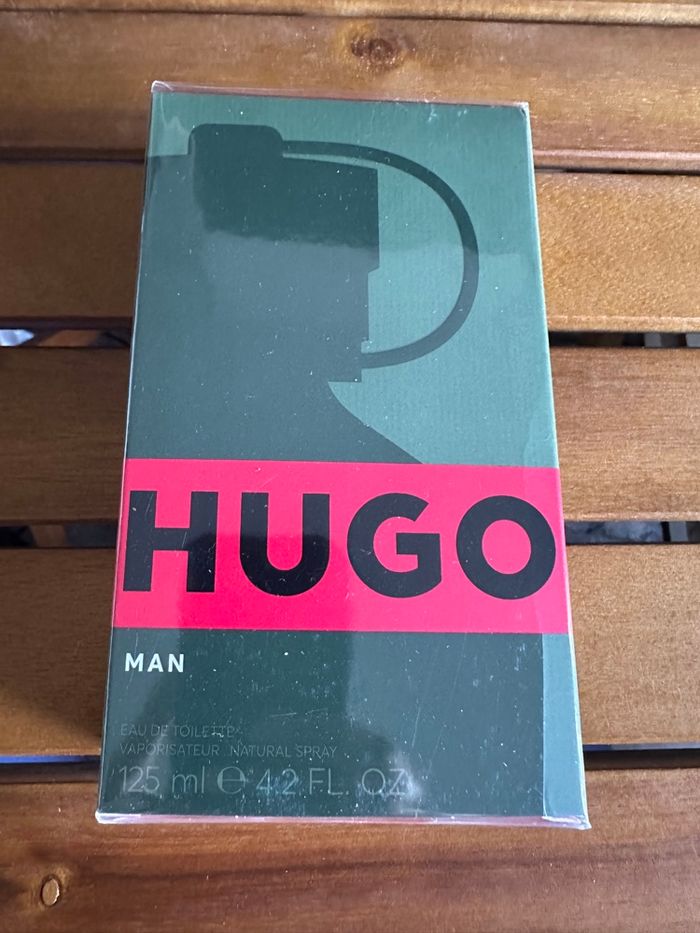 HUGO
MAN
EAU DE TOILETTE
VAPORISATEUR NATURAL SPRAY
125 ml ℮ 4.2 FL. OZ.